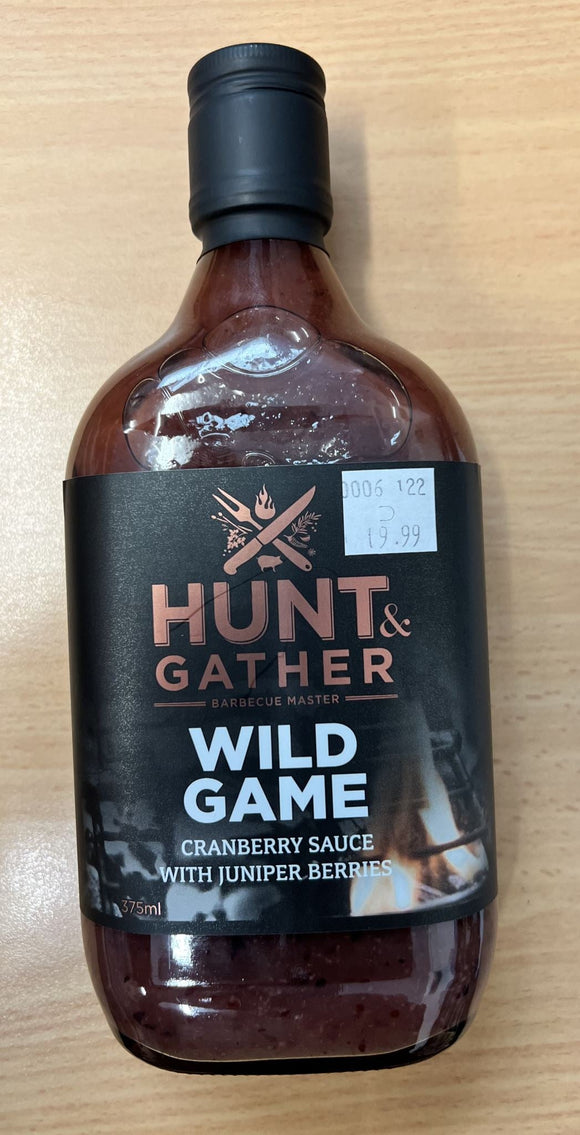 0006 122
19.99
HUNT &
GATHER
BARBECUE MASTER
WILD
GAME
CRANBERRY SAUCE
WITH JUNIPER BERRIES
375ml